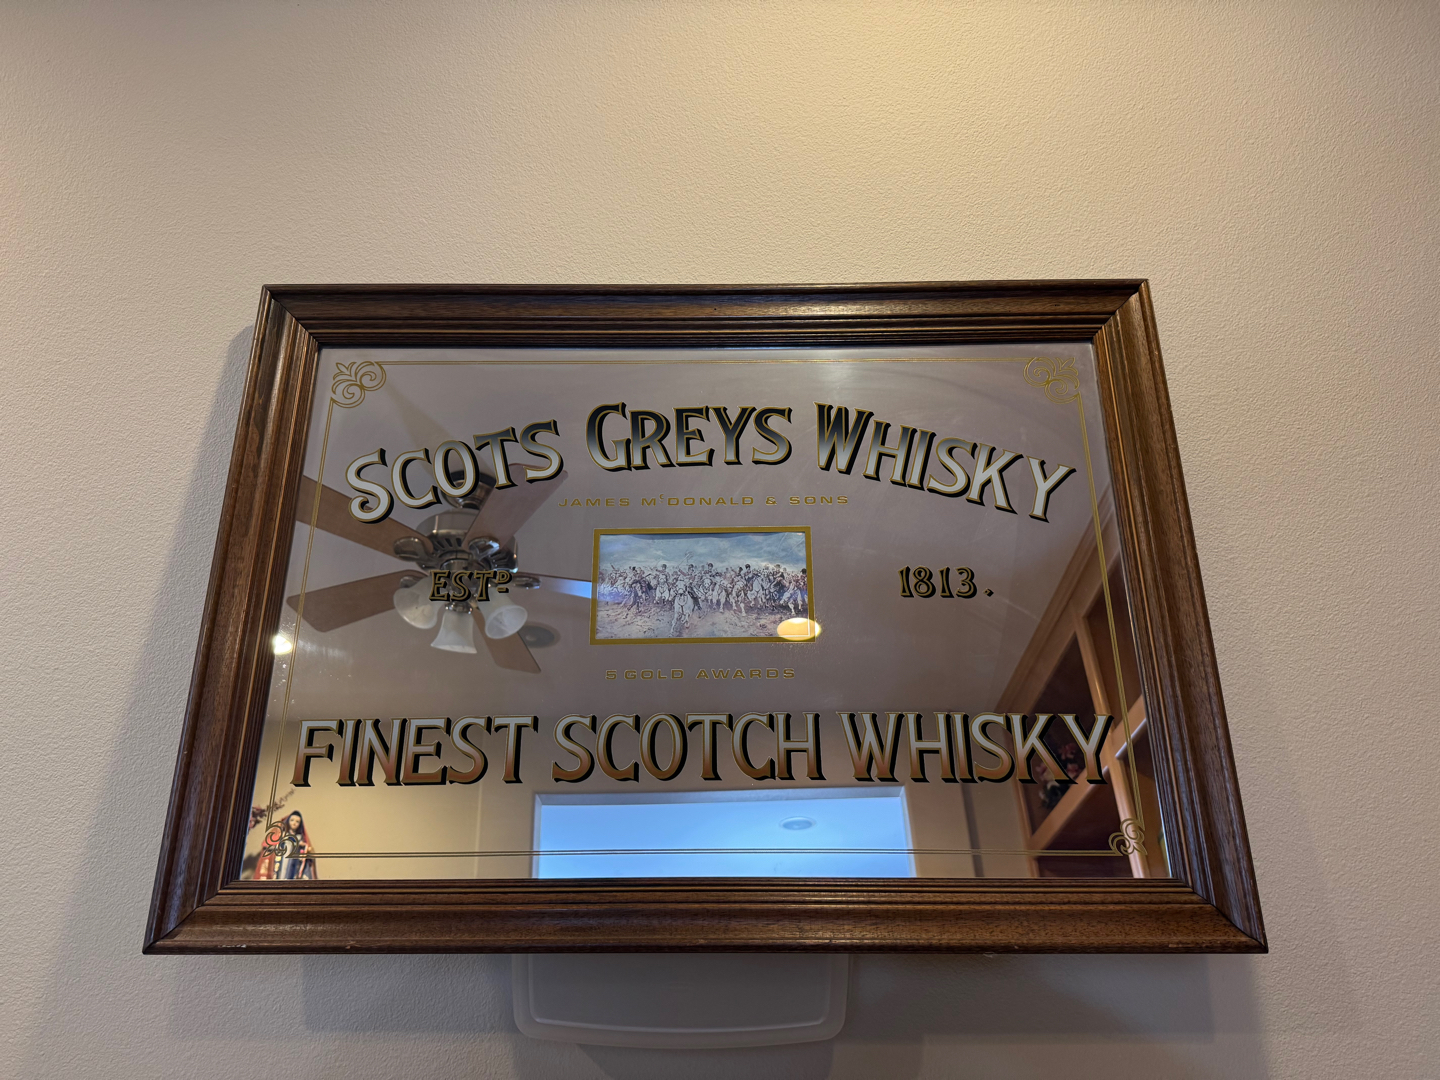 SCOTS GREYS WHISKY
JAMES McDONALD & SONS
ESTD 1813.
5 GOLD AWARDS
FINEST SCOTCH WHISKY